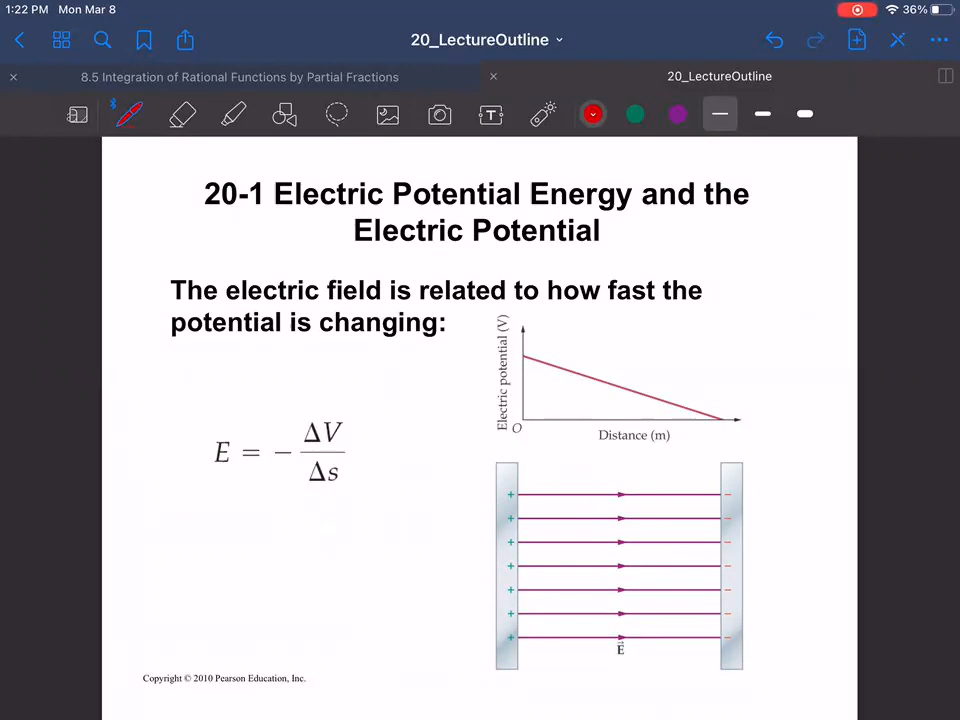 1:22 PM Mon Mar 8
36%
20_LectureOutline
8.5 Integration of Rational Functions by Partial Fractions
20_LectureOutline
T
20-1 Electric Potential Energy and the
Electric Potential
The electric field is related to how fast the
potential is changing:
Electric potential (V)
O
Distance (m)
E = − ΔV/Δs
+ −
+ −
+ −
+ −
+ −
+ −
+ −
E⃗
Copyright © 2010 Pearson Education, Inc.